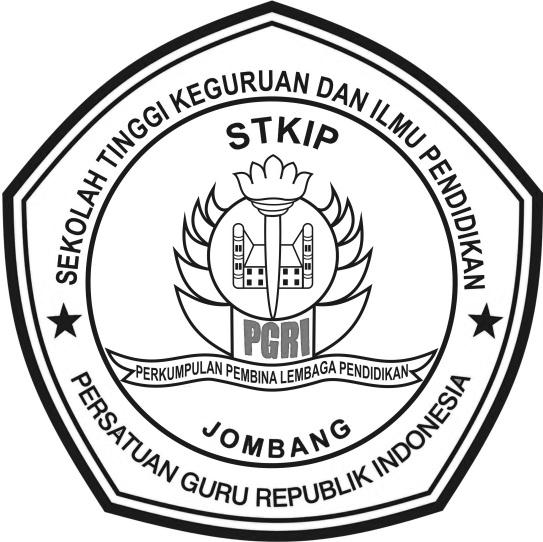 SEKOLAH TINGGI KEGURUAN DAN ILMU PENDIDIKAN
STKIP
PGRI
PERKUMPULAN PEMBINA LEMBAGA PENDIDIKAN
JOMBANG
PERSATUAN GURU REPUBLIK INDONESIA